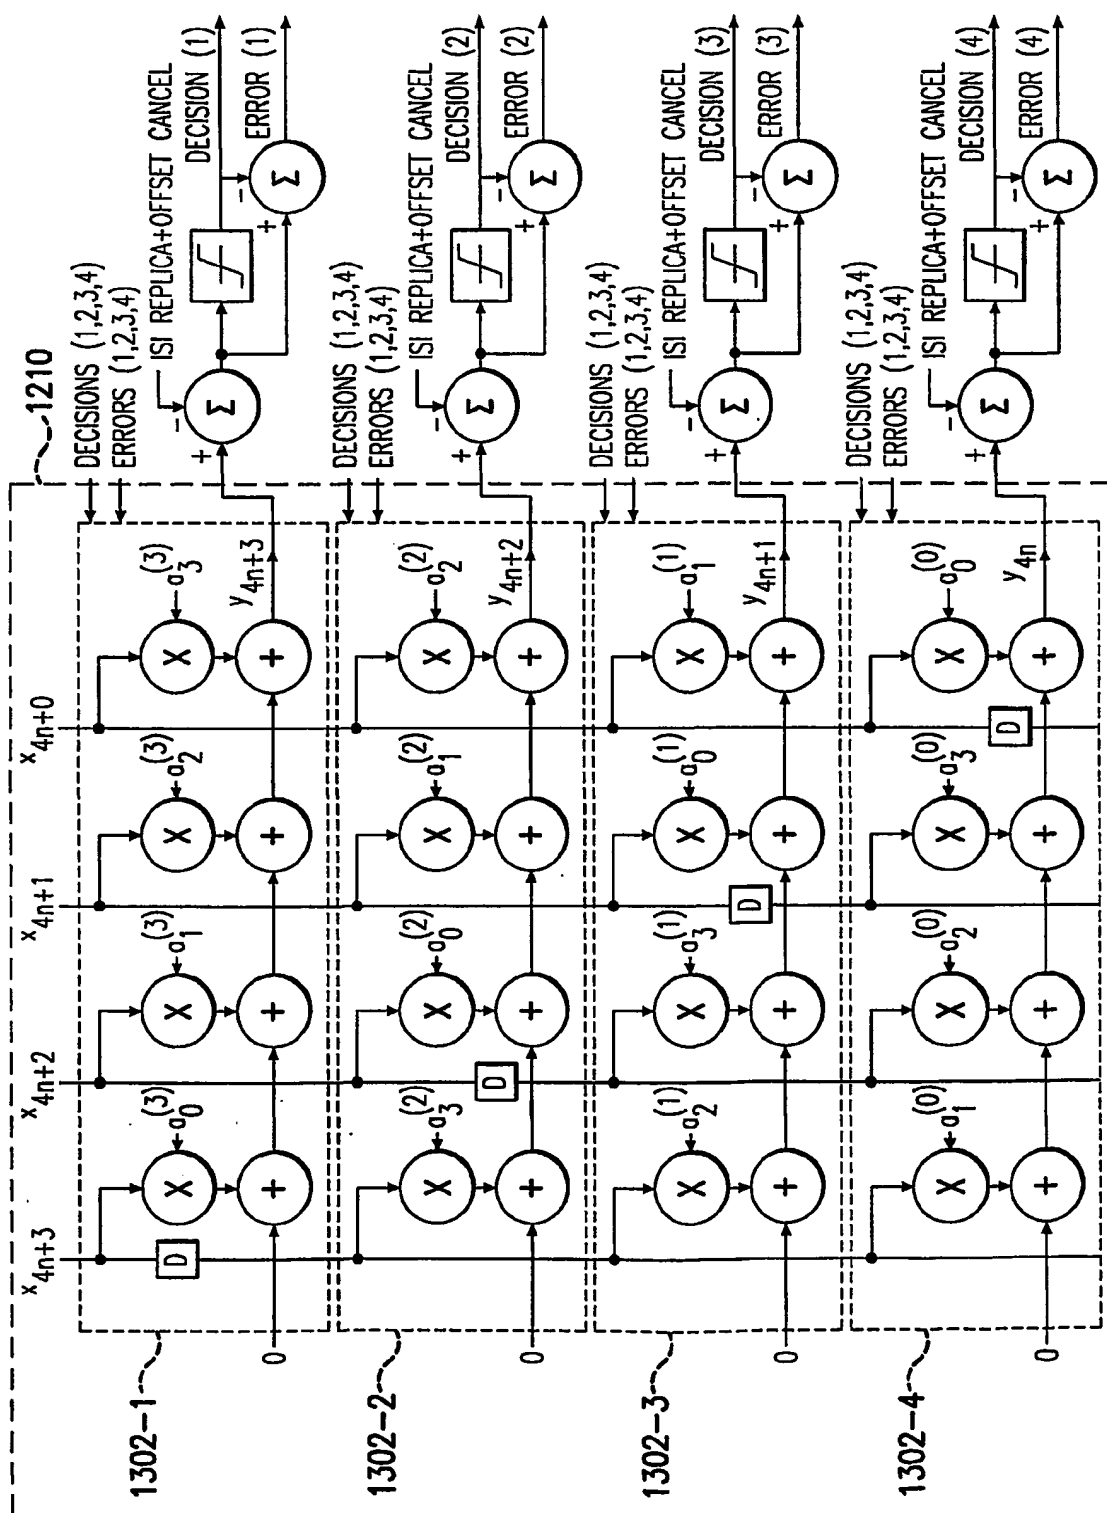 1210
DECISIONS (1,2,3,4)
ERRORS (1,2,3,4)
ISI REPLICA+OFFSET CANCEL
DECISION (1)
ERROR (1)
x4n+3
x4n+2
x4n+1
x4n+0
a0(3)
a1(3)
a2(3)
a3(3)
X
X
X
X
+
+
+
+
D
y4n+3
0
Σ
Σ
+
-
+
-
1302-1
DECISIONS (1,2,3,4)
ERRORS (1,2,3,4)
ISI REPLICA+OFFSET CANCEL
DECISION (2)
ERROR (2)
a3(2)
a0(2)
a1(2)
a2(2)
X
X
X
X
+
+
+
+
D
y4n+2
0
Σ
Σ
+
-
+
-
1302-2
DECISIONS (1,2,3,4)
ERRORS (1,2,3,4)
ISI REPLICA+OFFSET CANCEL
DECISION (3)
ERROR (3)
a2(1)
a3(1)
a0(1)
a1(1)
X
X
X
X
+
+
+
+
D
y4n+1
0
Σ
Σ
+
-
+
-
1302-3
DECISIONS (1,2,3,4)
ERRORS (1,2,3,4)
ISI REPLICA+OFFSET CANCEL
DECISION (4)
ERROR (4)
a1(0)
a2(0)
a3(0)
a0(0)
X
X
X
X
+
+
+
+
D
y4n
0
Σ
Σ
+
-
+
-
1302-4